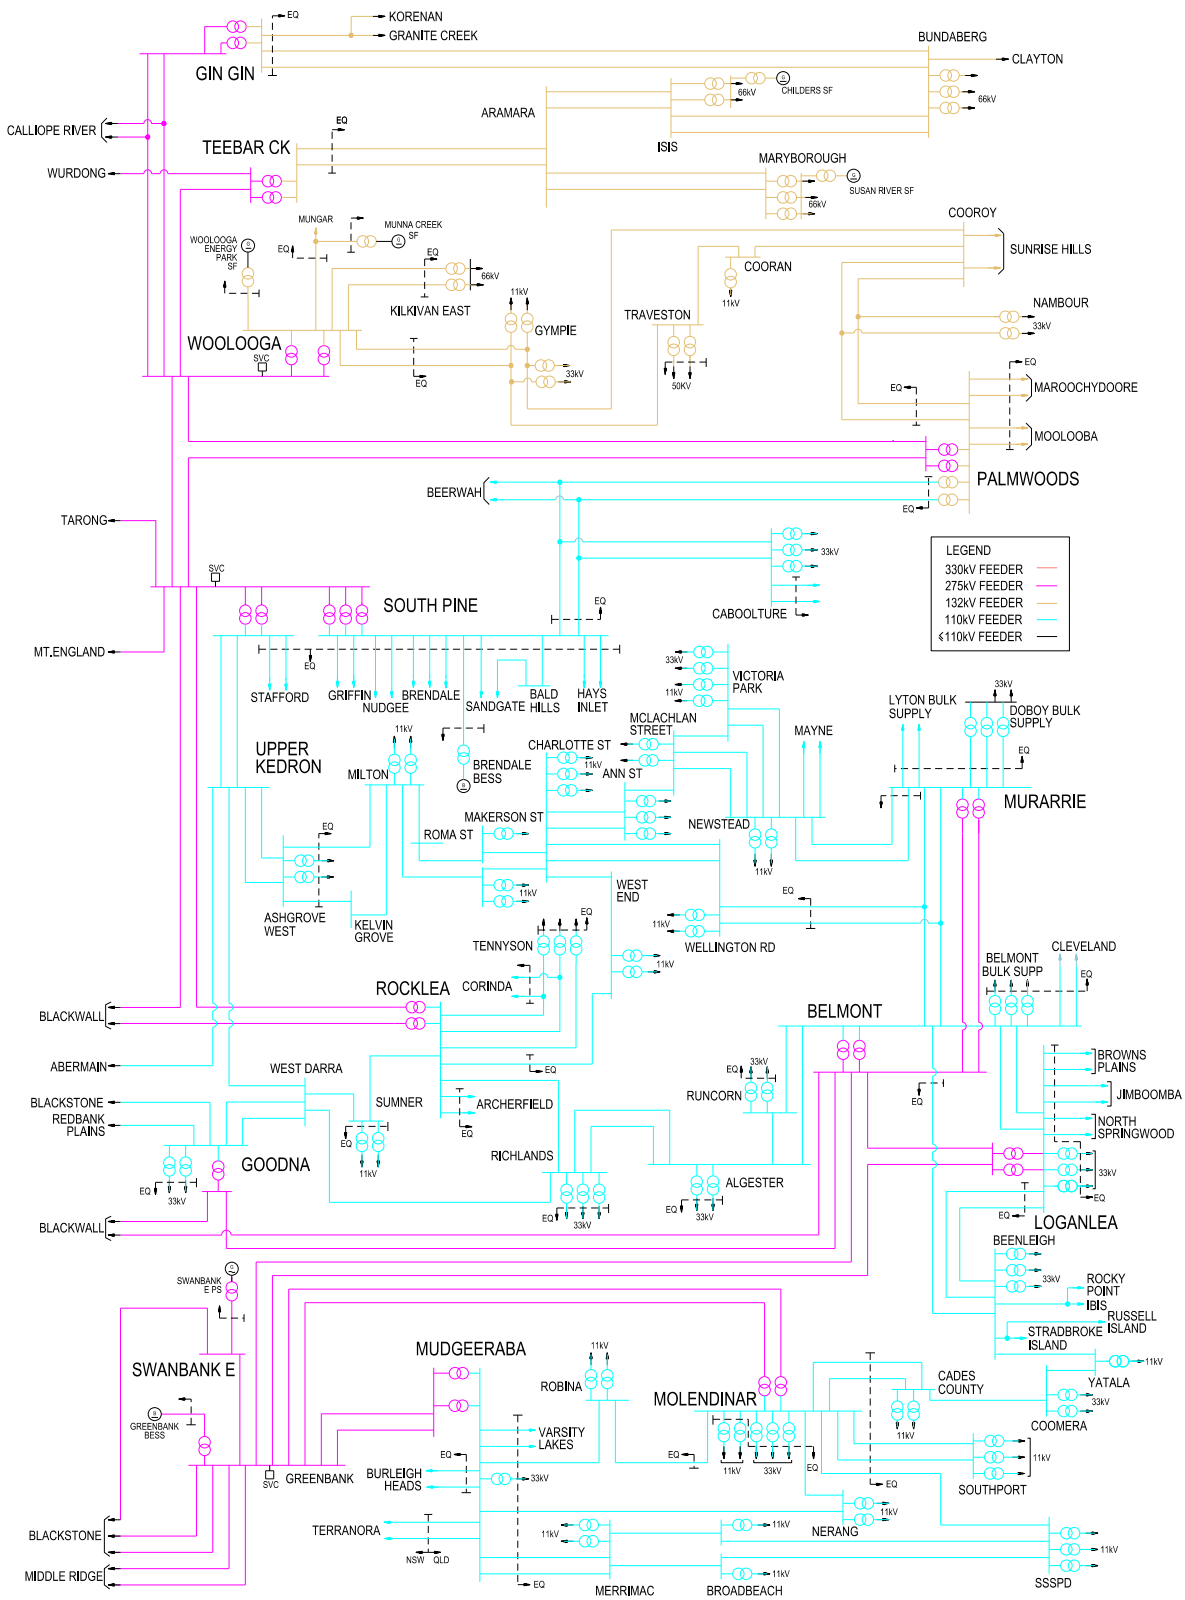 EQ
KORENAN
GRANITE CREEK
BUNDABERG
CLAYTON
GIN GIN
66kV
CHILDERS SF
66kV
ARAMARA
CALLIOPE RIVER
EQ
TEEBAR CK
ISIS
MARYBOROUGH
WURDONG
SUSAN RIVER SF
66kV
COOROY
MUNGAR
MUNNA CREEK
SF
WOOLOOGA
ENERGY
PARK
SF
EQ
EQ
SUNRISE HILLS
COORAN
66kV
11kV
11kV
NAMBOUR
KILKIVAN EAST
TRAVESTON
GYMPIE
33kV
WOOLOOGA
SVC
EQ
33kV
50KV
EQ
EQ
MAROOCHYDOORE
MOOLOOBA
PALMWOODS
BEERWAH
EQ
TARONG
33kV
LEGEND
330kV FEEDER
275kV FEEDER
132kV FEEDER
110kV FEEDER
≤110kV FEEDER
SVC
CABOOLTURE
EQ
SOUTH PINE
EQ
MT.ENGLAND
EQ
STAFFORD
GRIFFIN
NUDGEE
BRENDALE
SANDGATE
BALD
HILLS
HAYS
INLET
33kV
11kV
VICTORIA
PARK
LYTON BULK
SUPPLY
33kV
DOBOY BULK
SUPPLY
EQ
UPPER
KEDRON
11kV
MILTON
EQ
BRENDALE
BESS
MCLACHLAN
STREET
CHARLOTTE ST
11kV
ANN ST
MAYNE
MURARRIE
EQ
EQ
MAKERSON ST
ROMA ST
11kV
11kV
NEWSTEAD
11kV
ASHGROVE
WEST
KELVIN
GROVE
WEST
END
EQ
11kV
WELLINGTON RD
TENNYSON
EQ
11kV
CORINDA
CLEVELAND
BELMONT
BULK SUPP
EQ
ROCKLEA
BELMONT
BLACKWALL
ABERMAIN
WEST DARRA
EQ
33kV
EQ
RUNCORN
EQ
BROWNS
PLAINS
JIMBOOMBA
BLACKSTONE
REDBANK
PLAINS
SUMNER
ARCHERFIELD
EQ
EQ
NORTH
SPRINGWOOD
GOODNA
11kV
RICHLANDS
33kV
EQ
33kV
ALGESTER
EQ
33kV
EQ
33kV
EQ
EQ
LOGANLEA
BLACKWALL
BEENLEIGH
33kV
ROCKY
POINT
IBIS
SWANBANK
E PS
EQ
RUSSELL
ISLAND
STRADBROKE
ISLAND
SWANBANK E
MUDGEERABA
11kV
ROBINA
MOLENDINAR
CADES
COUNTY
11kV
YATALA
33kV
COOMERA
EQ
GREENBANK
BESS
VARSITY
LAKES
11kV
EQ
EQ
EQ
11kV
33kV
11kV
SOUTHPORT
EQ
GREENBANK
SVC
BURLEIGH
HEADS
33kV
BLACKSTONE
TERRANORA
NSW
QLD
11kV
11kV
NERANG
11kV
11kV
MIDDLE RIDGE
EQ
MERRIMAC
11kV
BROADBEACH
SSSPD